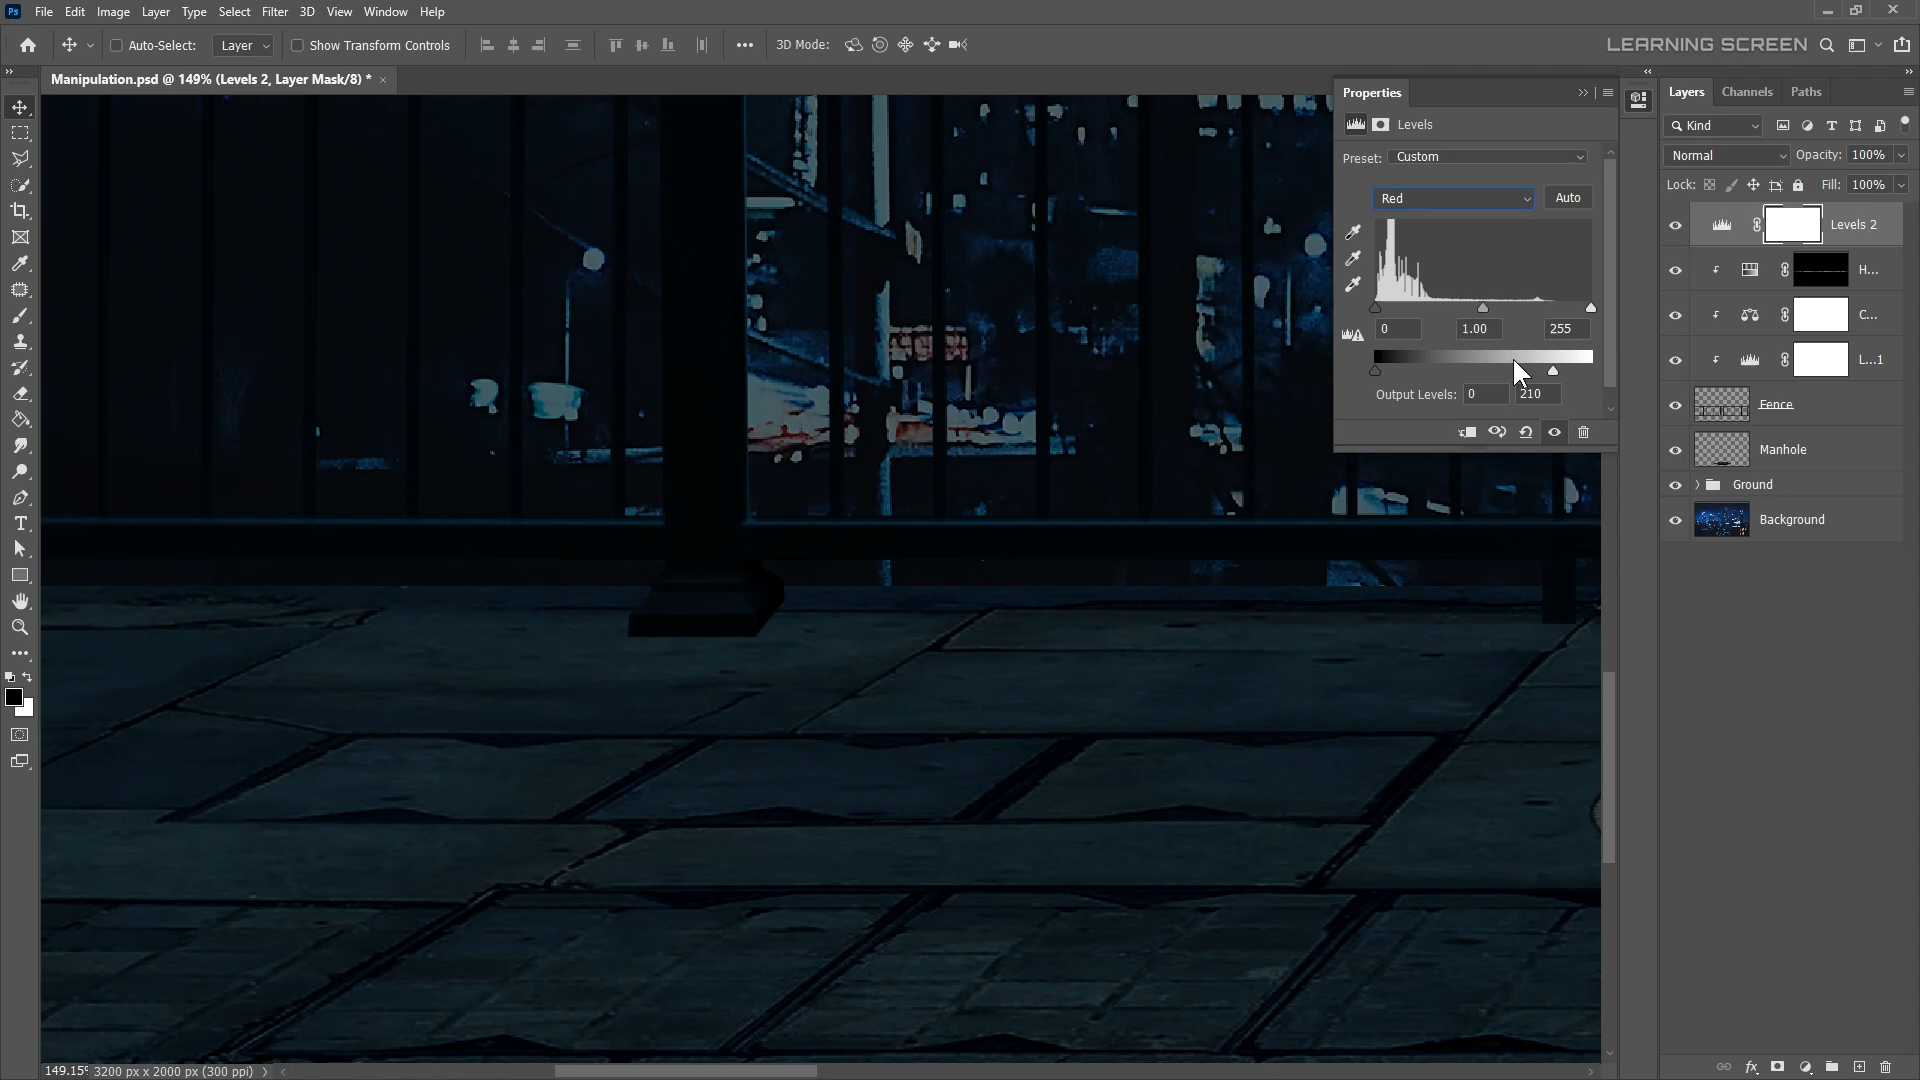 Ps File Edit Image Layer Type Select Filter 3D View Window Help
Auto-Select: Layer Show Transform Controls 3D Mode: LEARNING SCREEN
Manipulation.psd @ 149% (Levels 2, Layer Mask/8) *
Properties
Levels
Preset: Custom
Red Auto
0 1.00 255
Output Levels: 0 210
Layers Channels Paths
Kind
Normal Opacity: 100%
Lock: Fill: 100%
Levels 2
H...
C...
L...1
Fence
Manhole
Ground
Background
149.15% 3200 px x 2000 px (300 ppi)
fx